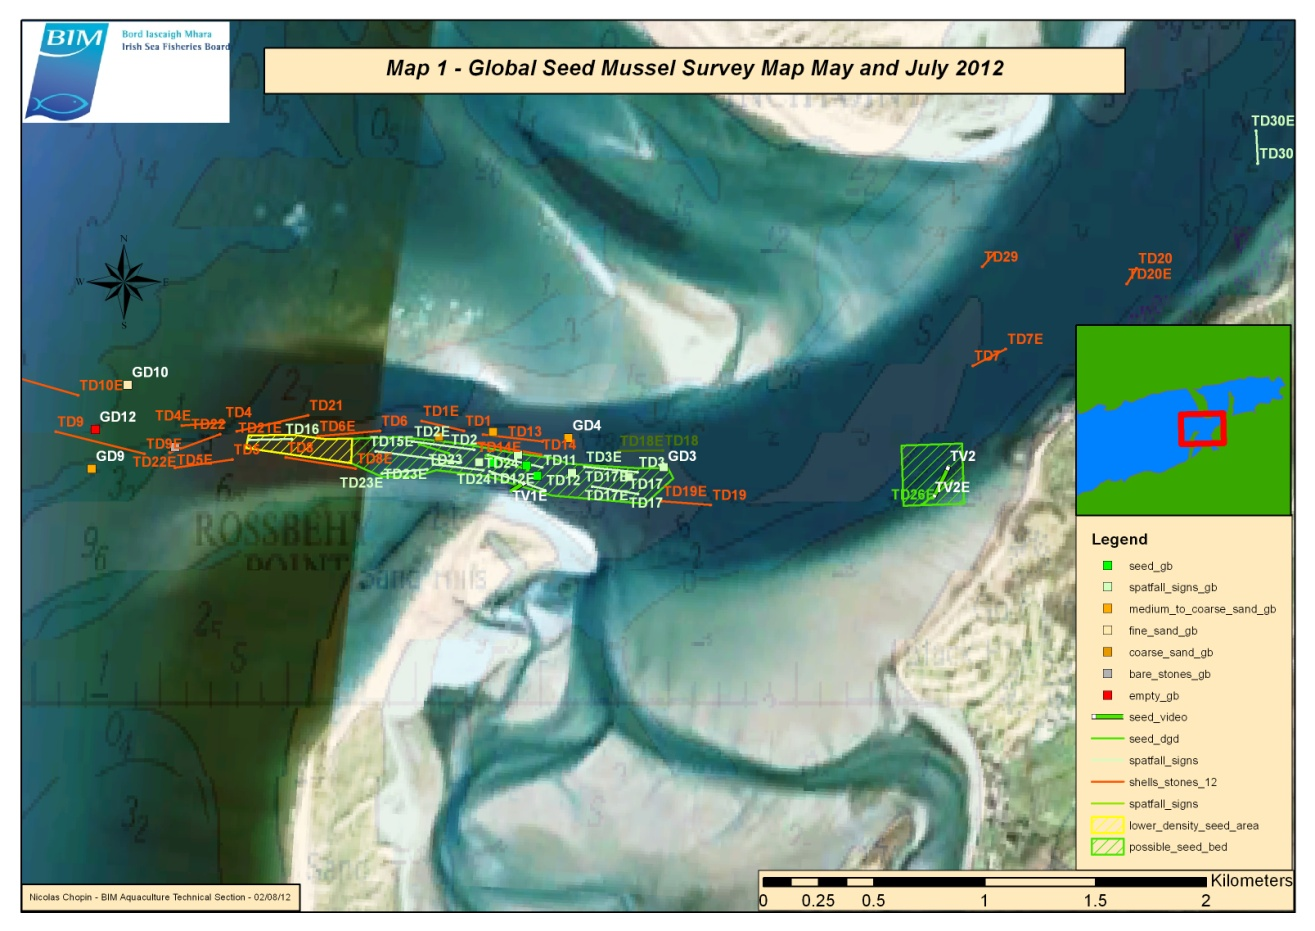 BIM
Bord Iascaigh Mhara
Irish Sea Fisheries Board
Map 1 - Global Seed Mussel Survey Map May and July 2012
TD30E
TD30
TD29
TD20
TD20E
TD7E
TD7
N
W
E
S
GD10
TD10E
GD12
TD9
TD4E
TD4
TD22
TD21
TD21E
TD16
TD6E
TD6
TD1E
TD1
TD13
GD4
TD2E
TD2
TD15E
TD14E
TD14
TD18E
TD18
TD9E
GD9
TD22E
TD5E
TD8E
TD23
TD24
TD11
TD3E
TD3
GD3
TD23E
TD23E
TD24
TD12E
TD12
TD17
TV1E
TD17E
TD17
TD19E
TD19
TV2
TV2E
TD26E
ROSSBEHY
POINT
Sand Hills
Legend
seed_gb
spatfall_signs_gb
medium_to_coarse_sand_gb
fine_sand_gb
coarse_sand_gb
bare_stones_gb
empty_gb
seed_video
seed_dgd
spatfall_signs
shells_stones_12
spatfall_signs
lower_density_seed_area
possible_seed_bed
Nicolas Chopin - BIM Aquaculture Technical Section - 02/08/12
Kilometers
0 0.25 0.5 1 1.5 2